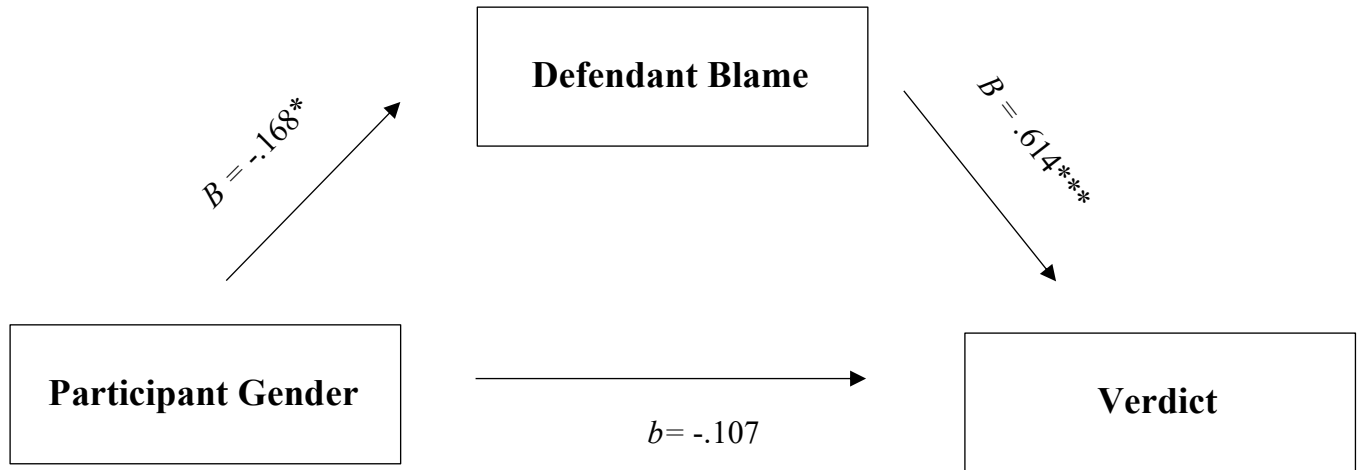 Defendant Blame
B = -.168*
B = .614***
Participant Gender
Verdict
b= -.107